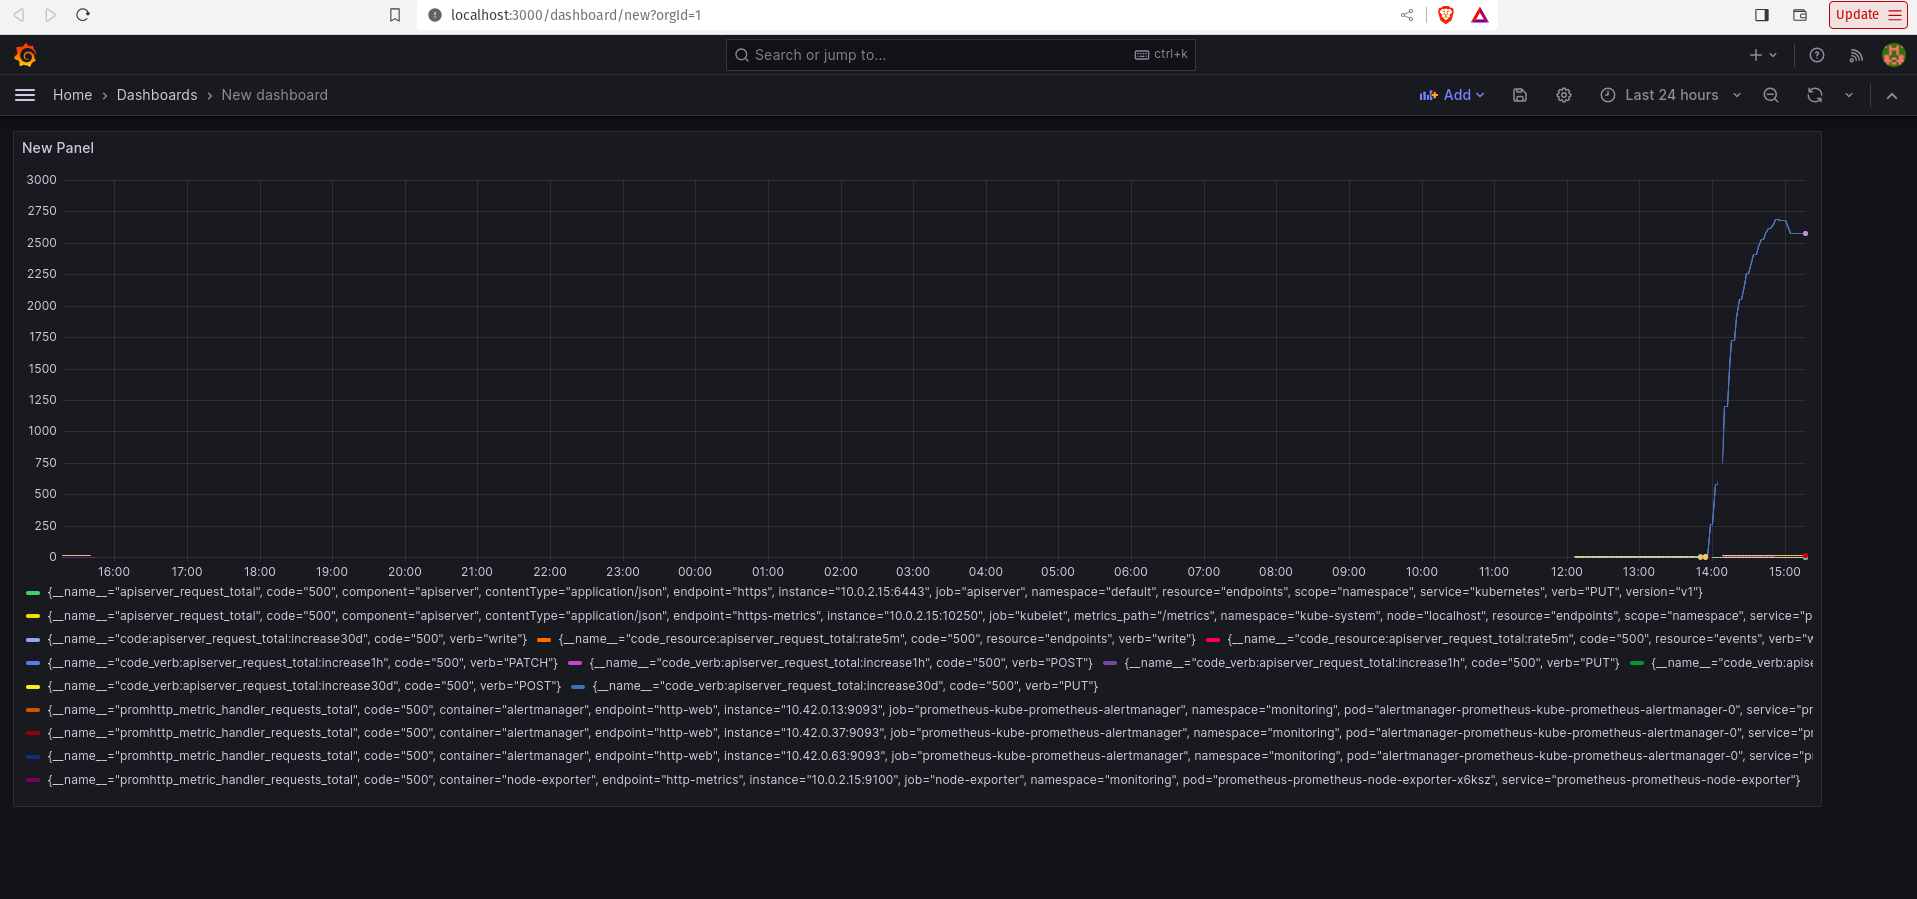 localhost:3000/dashboard/new?orgId=1
Update
Search or jump to...
ctrl+k
Home › Dashboards › New dashboard
Add
Last 24 hours
New Panel
3000
2750
2500
2250
2000
1750
1500
1250
1000
750
500
250
0
16:00 17:00 18:00 19:00 20:00 21:00 22:00 23:00 00:00 01:00 02:00 03:00 04:00 05:00 06:00 07:00 08:00 09:00 10:00 11:00 12:00 13:00 14:00 15:00
{__name__="apiserver_request_total", code="500", component="apiserver", contentType="application/json", endpoint="https", instance="10.0.2.15:6443", job="apiserver", namespace="default", resource="endpoints", scope="namespace", service="kubernetes", verb="PUT", version="v1"}
{__name__="apiserver_request_total", code="500", component="apiserver", contentType="application/json", endpoint="https-metrics", instance="10.0.2.15:10250", job="kubelet", metrics_path="/metrics", namespace="kube-system", node="localhost", resource="endpoints", scope="namespace", service="p
{__name__="code:apiserver_request_total:increase30d", code="500", verb="write"} {__name__="code_resource:apiserver_request_total:rate5m", code="500", resource="endpoints", verb="write"} {__name__="code_resource:apiserver_request_total:rate5m", code="500", resource="events", verb="w
{__name__="code_verb:apiserver_request_total:increase1h", code="500", verb="PATCH"} {__name__="code_verb:apiserver_request_total:increase1h", code="500", verb="POST"} {__name__="code_verb:apiserver_request_total:increase1h", code="500", verb="PUT"} {__name__="code_verb:apise
{__name__="code_verb:apiserver_request_total:increase30d", code="500", verb="POST"} {__name__="code_verb:apiserver_request_total:increase30d", code="500", verb="PUT"}
{__name__="promhttp_metric_handler_requests_total", code="500", container="alertmanager", endpoint="http-web", instance="10.42.0.13:9093", job="prometheus-kube-prometheus-alertmanager", namespace="monitoring", pod="alertmanager-prometheus-kube-prometheus-alertmanager-0", service="pr
{__name__="promhttp_metric_handler_requests_total", code="500", container="alertmanager", endpoint="http-web", instance="10.42.0.37:9093", job="prometheus-kube-prometheus-alertmanager", namespace="monitoring", pod="alertmanager-prometheus-kube-prometheus-alertmanager-0", service="pr
{__name__="promhttp_metric_handler_requests_total", code="500", container="alertmanager", endpoint="http-web", instance="10.42.0.63:9093", job="prometheus-kube-prometheus-alertmanager", namespace="monitoring", pod="alertmanager-prometheus-kube-prometheus-alertmanager-0", service="pr
{__name__="promhttp_metric_handler_requests_total", code="500", container="node-exporter", endpoint="http-metrics", instance="10.0.2.15:9100", job="node-exporter", namespace="monitoring", pod="prometheus-prometheus-node-exporter-x6ksz", service="prometheus-prometheus-node-exporter"}